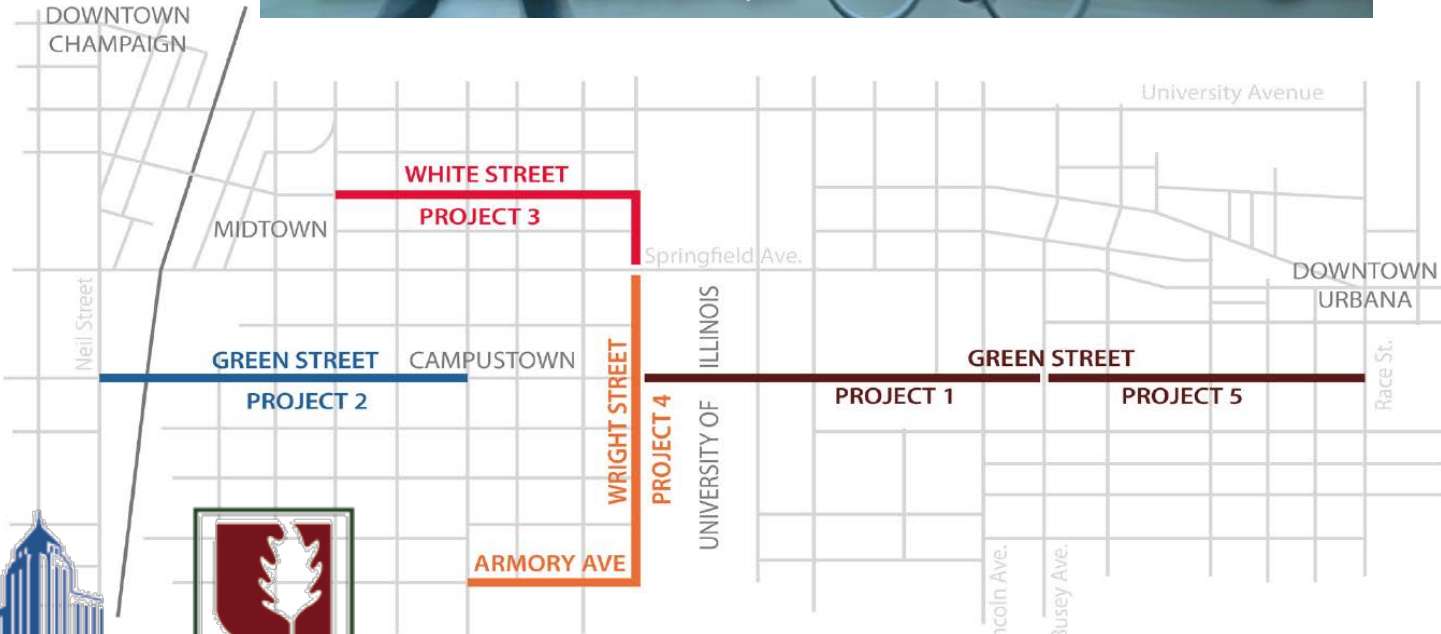 DOWNTOWN
CHAMPAIGN
University Avenue
WHITE STREET
PROJECT 3
MIDTOWN
Springfield Ave.
DOWNTOWN
URBANA
Neil Street
GREEN STREET
PROJECT 2
CAMPUSTOWN
WRIGHT STREET
PROJECT 4
UNIVERSITY OF ILLINOIS
GREEN STREET
PROJECT 1
PROJECT 5
Race St.
ARMORY AVE
Ave.
Busey Ave.